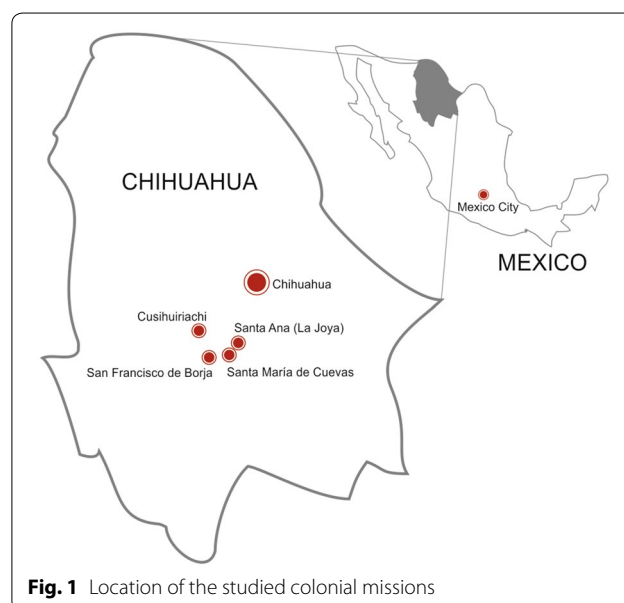 CHIHUAHUA
Mexico City
MEXICO
Chihuahua
Cusihuiriachi
Santa Ana (La Joya)
San Francisco de Borja
Santa María de Cuevas
Fig. 1 Location of the studied colonial missions